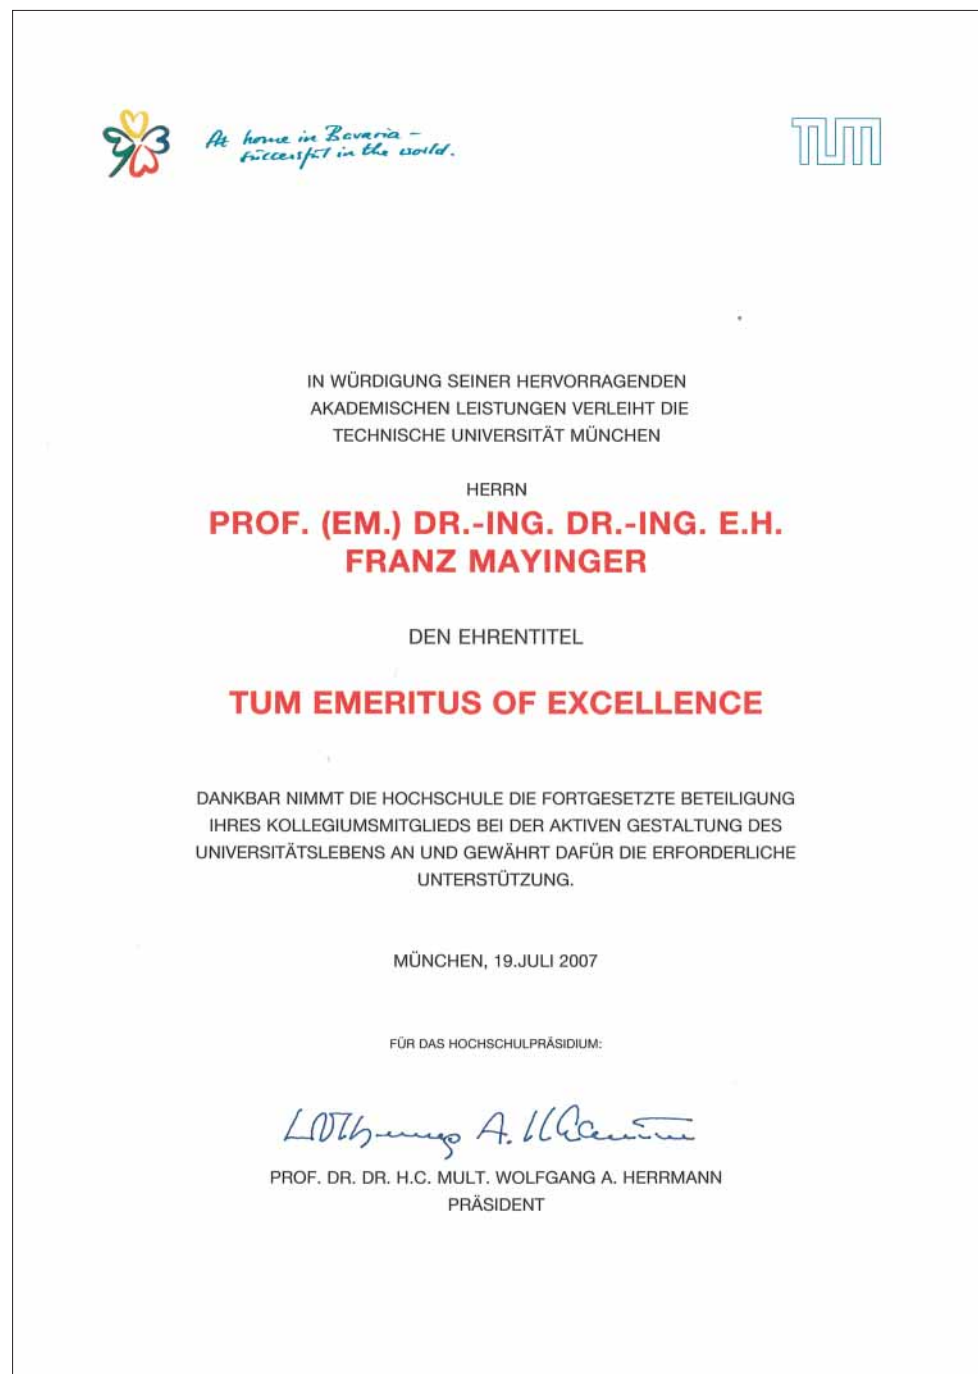 At home in Bavaria –
successful in the world.
TUM
IN WÜRDIGUNG SEINER HERVORRAGENDEN
AKADEMISCHEN LEISTUNGEN VERLEIHT DIE
TECHNISCHE UNIVERSITÄT MÜNCHEN
HERRN
PROF. (EM.) DR.-ING. DR.-ING. E.H.
FRANZ MAYINGER
DEN EHRENTITEL
TUM EMERITUS OF EXCELLENCE
DANKBAR NIMMT DIE HOCHSCHULE DIE FORTGESETZTE BETEILIGUNG
IHRES KOLLEGIUMSMITGLIEDS BEI DER AKTIVEN GESTALTUNG DES
UNIVERSITÄTSLEBENS AN UND GEWÄHRT DAFÜR DIE ERFORDERLICHE
UNTERSTÜTZUNG.
MÜNCHEN, 19.JULI 2007
FÜR DAS HOCHSCHULPRÄSIDIUM:
Wolfgang A. Herrmann
PROF. DR. DR. H.C. MULT. WOLFGANG A. HERRMANN
PRÄSIDENT